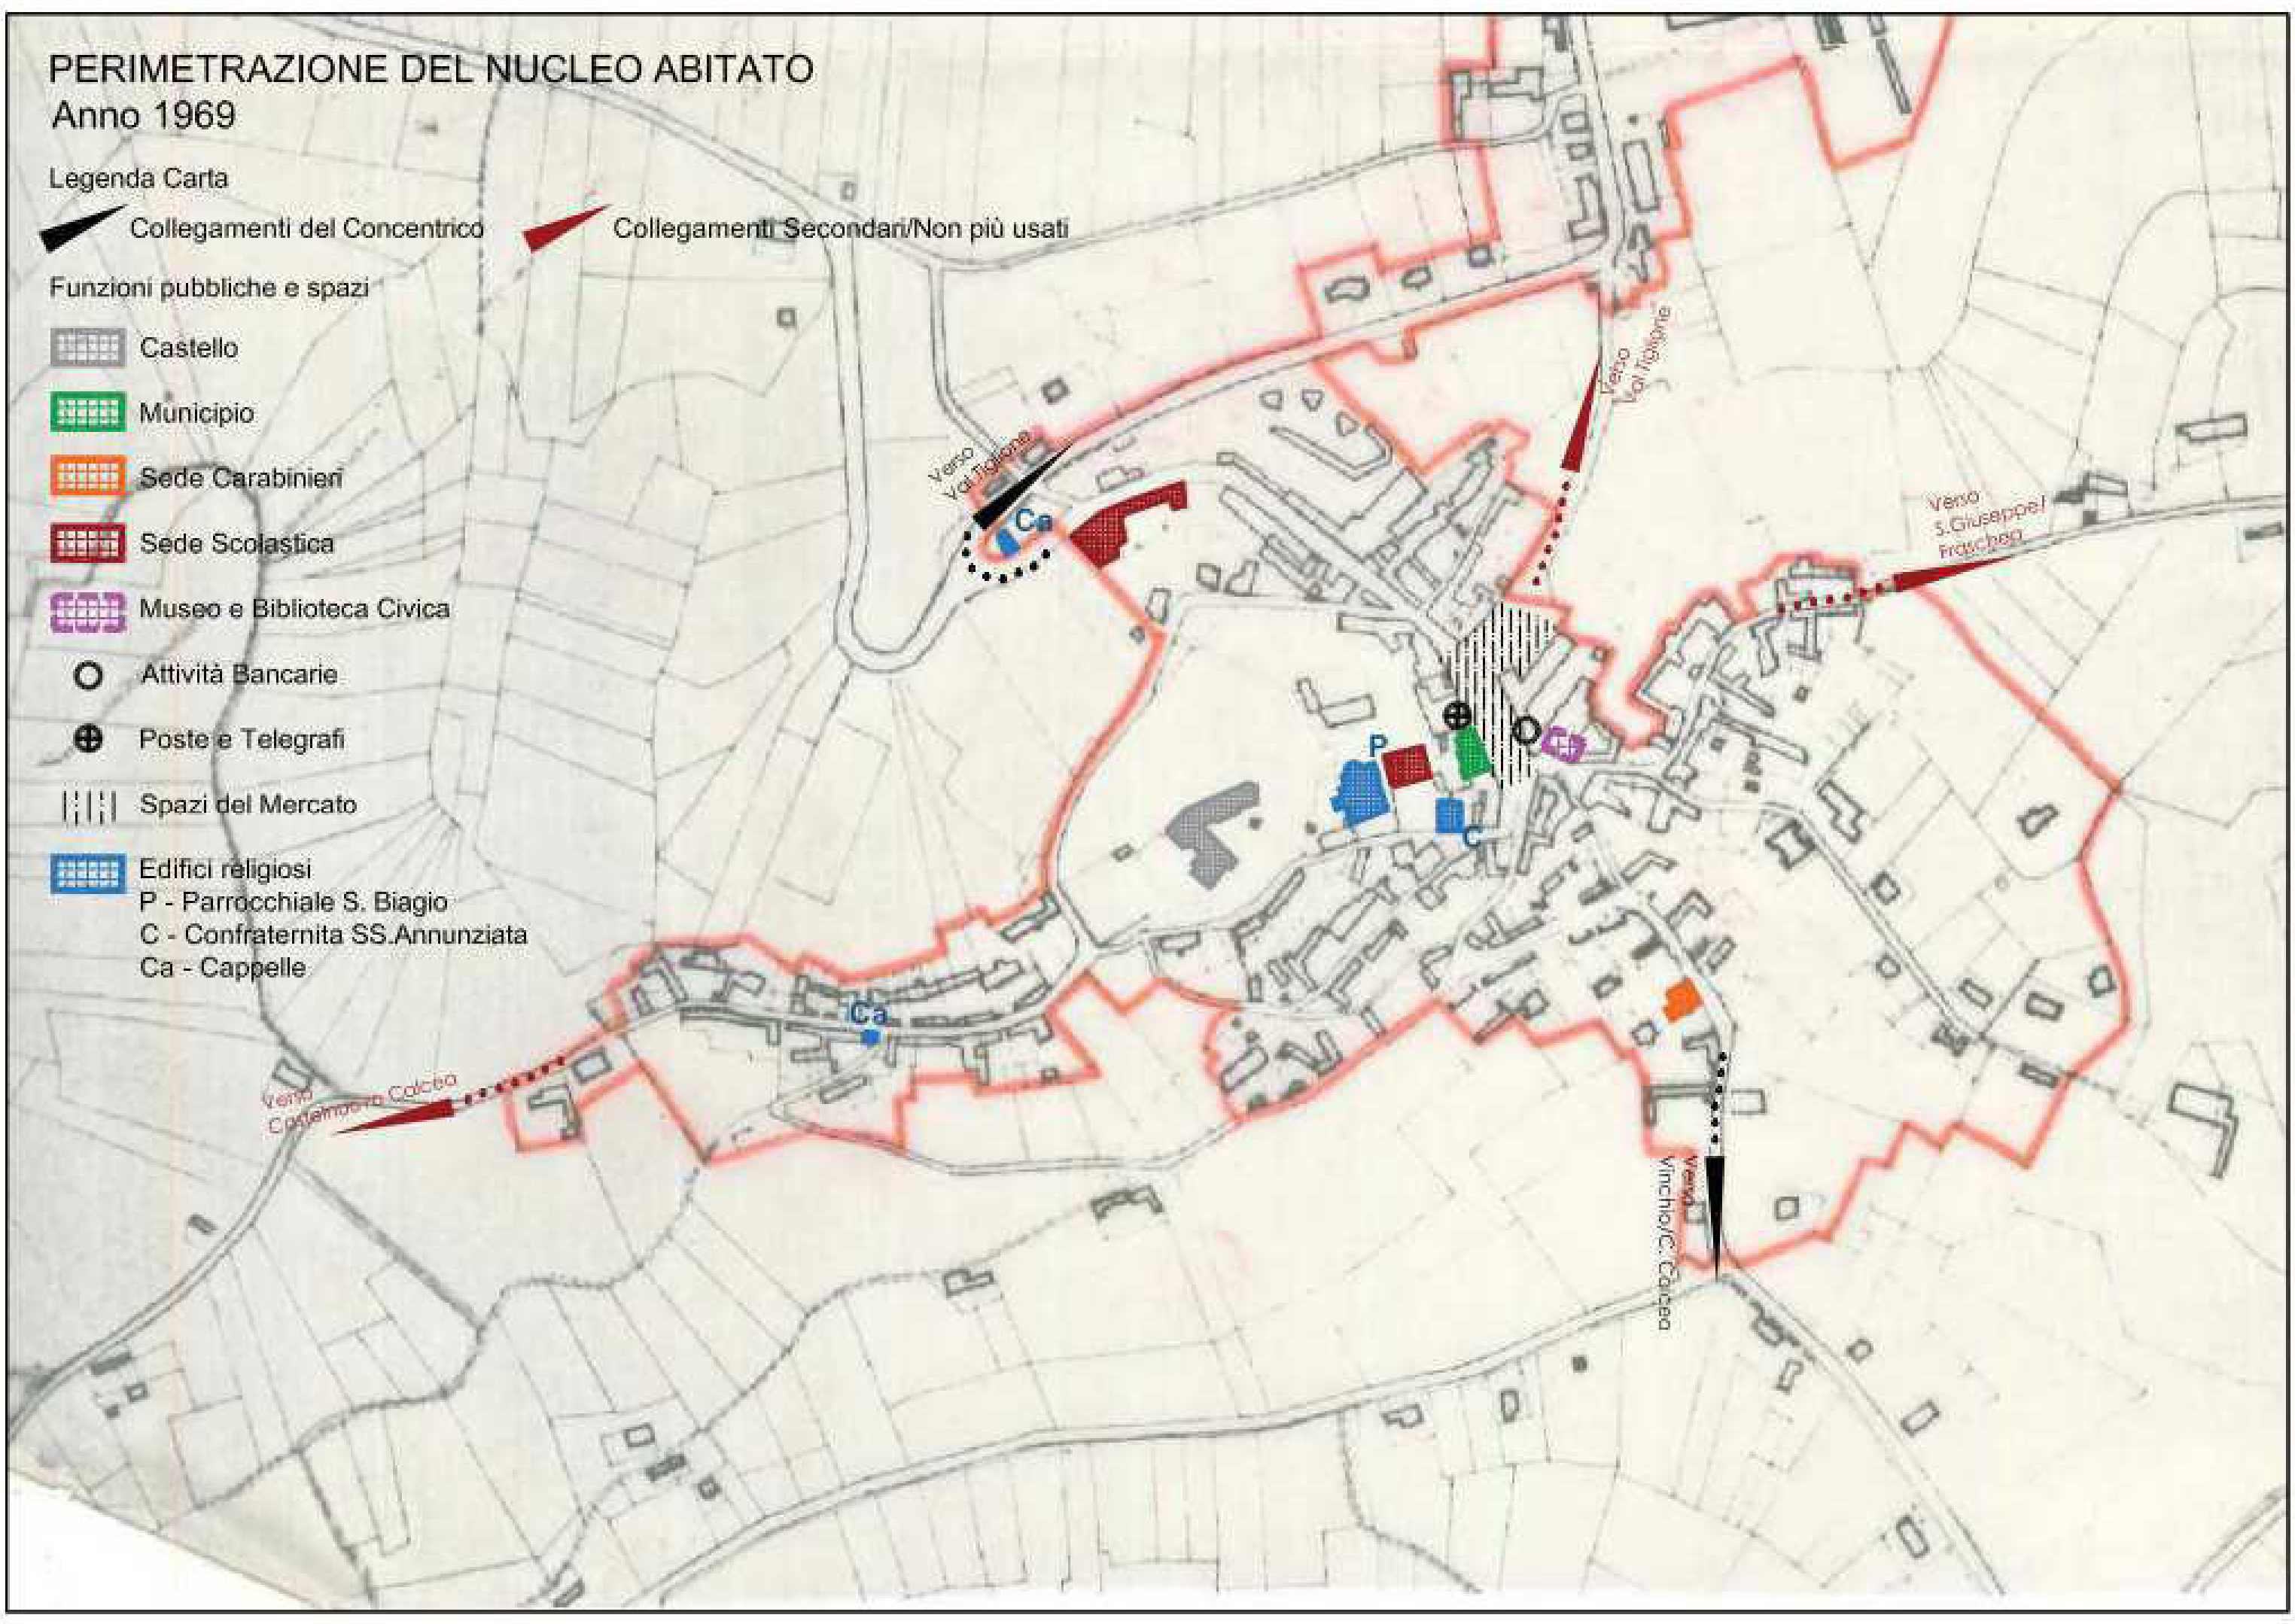 PERIMETRAZIONE DEL NUCLEO ABITATO
Anno 1969
Legenda Carta
Collegamenti del Concentrico
Collegamenti Secondari/Non più usati
Funzioni pubbliche e spazi
Castello
Municipio
Sede Carabinieri
Sede Scolastica
Museo e Biblioteca Civica
Attività Bancarie
Poste e Telegrafi
Spazi del Mercato
Edifici religiosi
P - Parrocchiale S. Biagio
C - Confraternita SS.Annunziata
Ca - Cappelle
Verso
Val Tiglione
Verso
Val Tiglione
Verso
S.Giuseppe/
Fraschea
Ca
P
C
Ca
Verso
Castelnuovo Calcea
Verso
Vinchio/C. Calcea